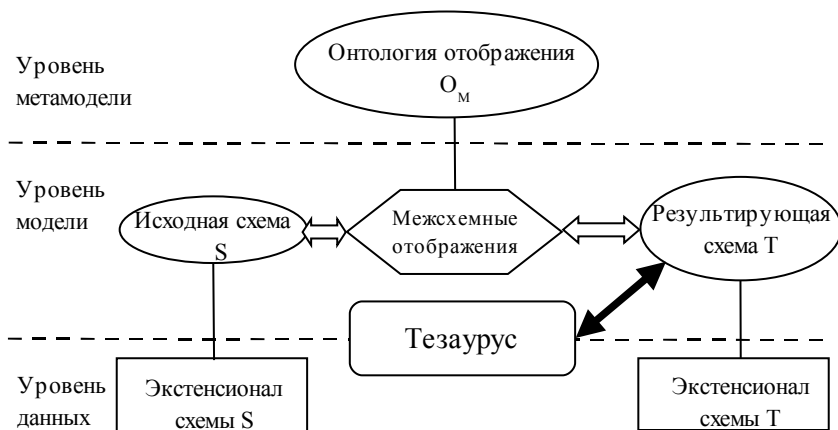 Онтология отображения
O_M
Уровень
метамодели
Уровень
модели
Исходная схема
S
Межсхемные
отображения
Результирующая
схема T
Тезаурус
Уровень
данных
Экстенсионал
схемы S
Экстенсионал
схемы T